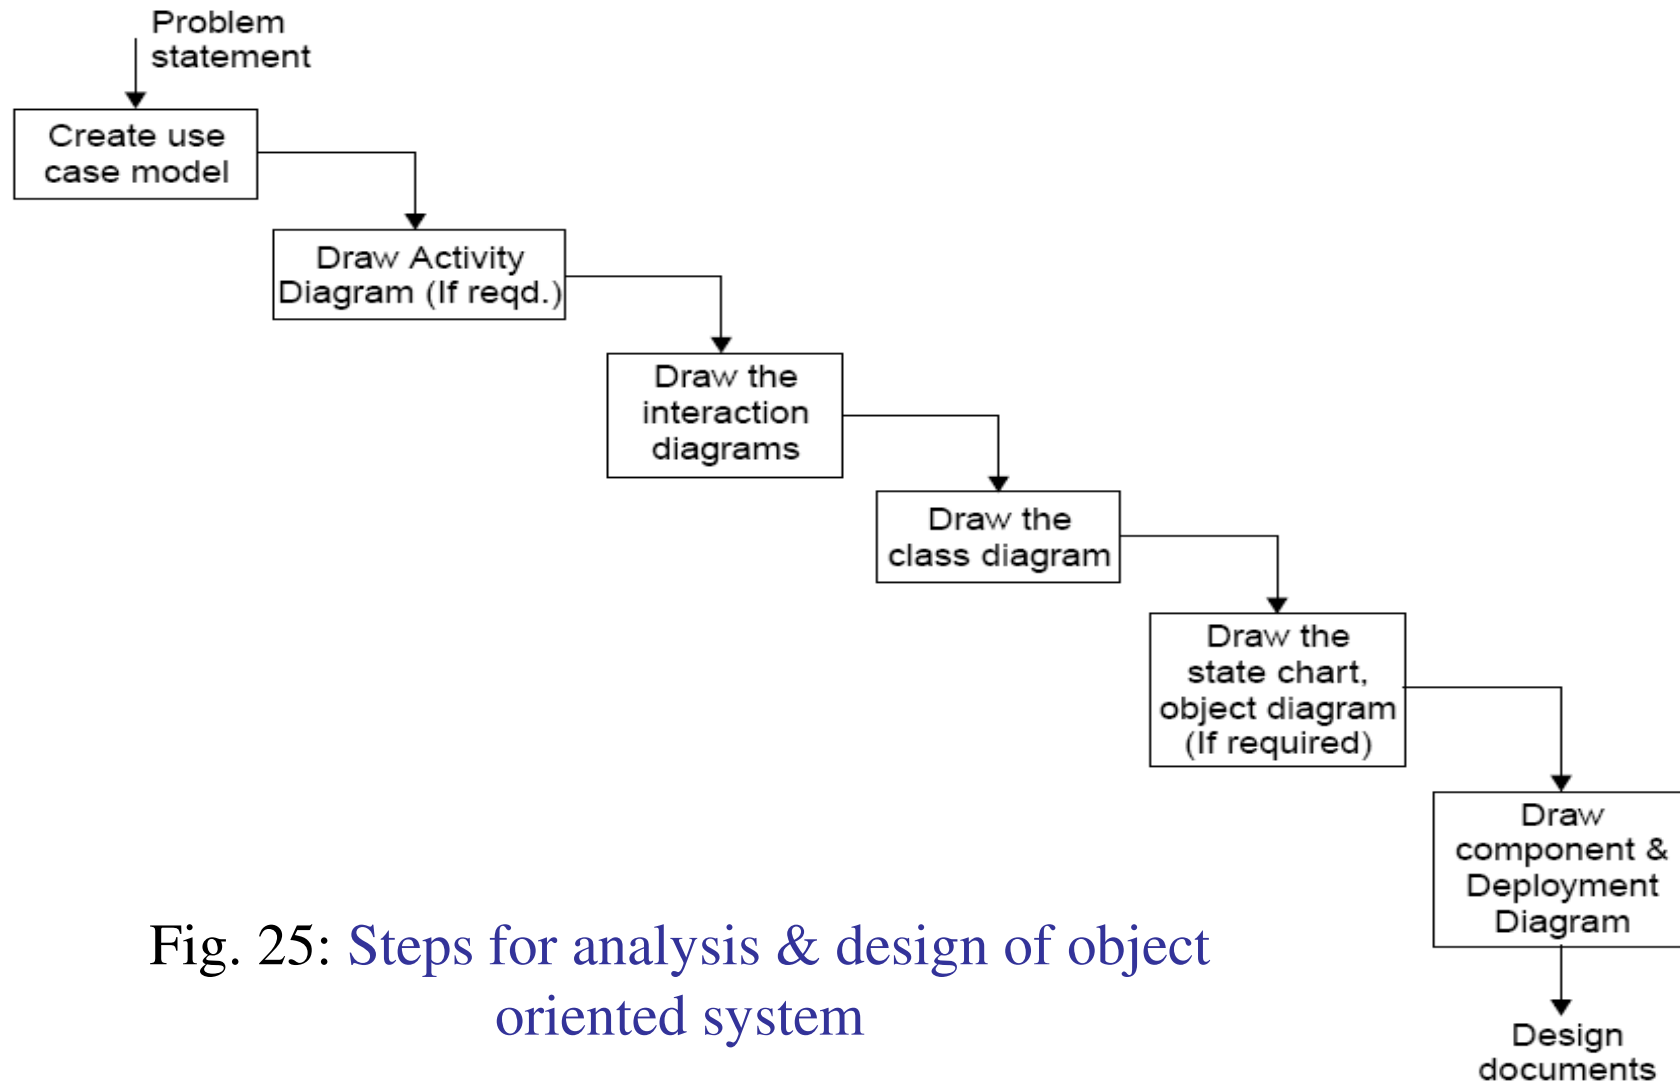 Problem
statement
Create use
case model
Draw Activity
Diagram (If reqd.)
Draw the
interaction
diagrams
Draw the
class diagram
Draw the
state chart,
object diagram
(If required)
Draw
component &
Deployment
Diagram
Design
documents
Fig. 25: Steps for analysis & design of object
oriented system